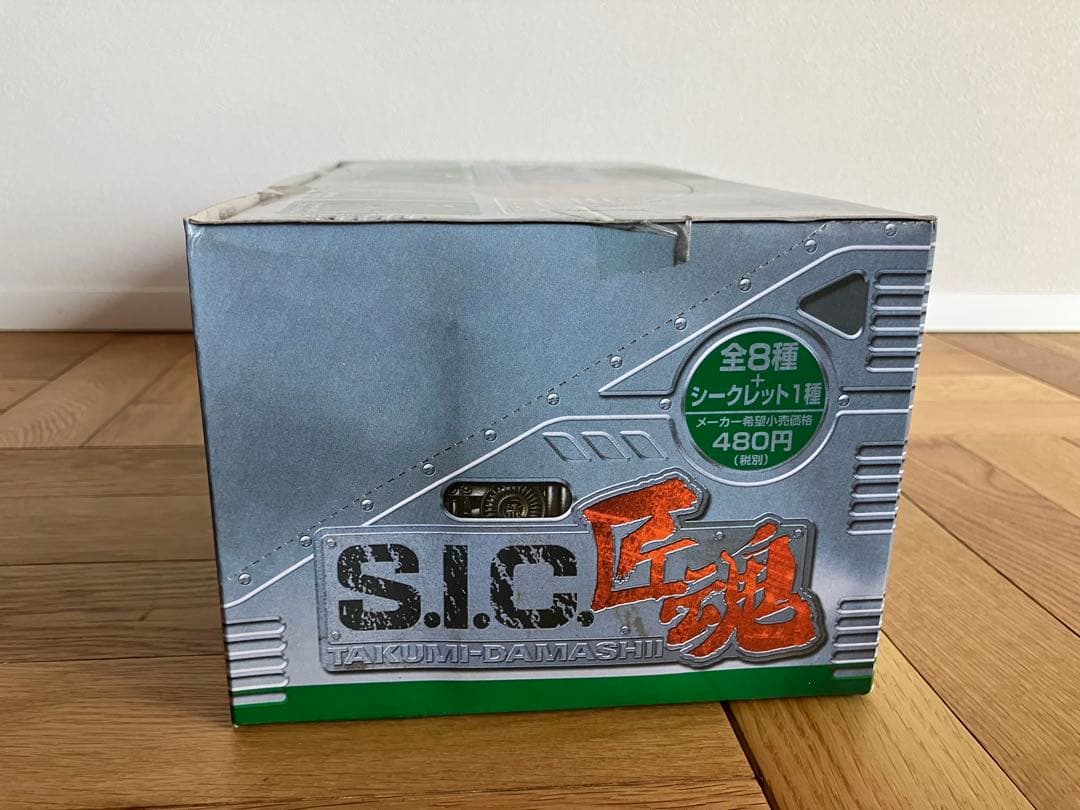 全8種
+
シークレット1種
メーカー希望小売価格
480円
(税別)
S.I.C.匠魂
TAKUMI-DAMASHII